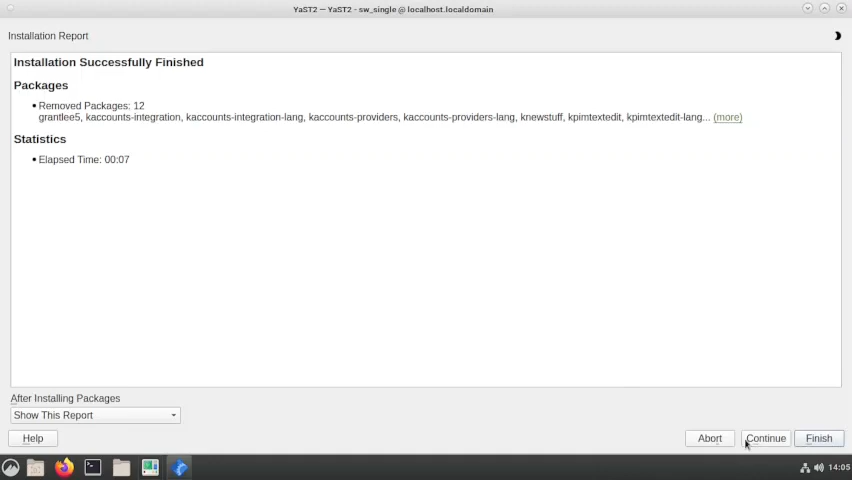 YaST2 — YaST2 - sw_single @ localhost.localdomain
Installation Report
Installation Successfully Finished
Packages
• Removed Packages: 12
grantlee5, kaccounts-integration, kaccounts-integration-lang, kaccounts-providers, kaccounts-providers-lang, knewstuff, kpimtextedit, kpimtextedit-lang... (more)
Statistics
• Elapsed Time: 00:07
After Installing Packages
Show This Report
Help
Abort
Continue
Finish
14:05